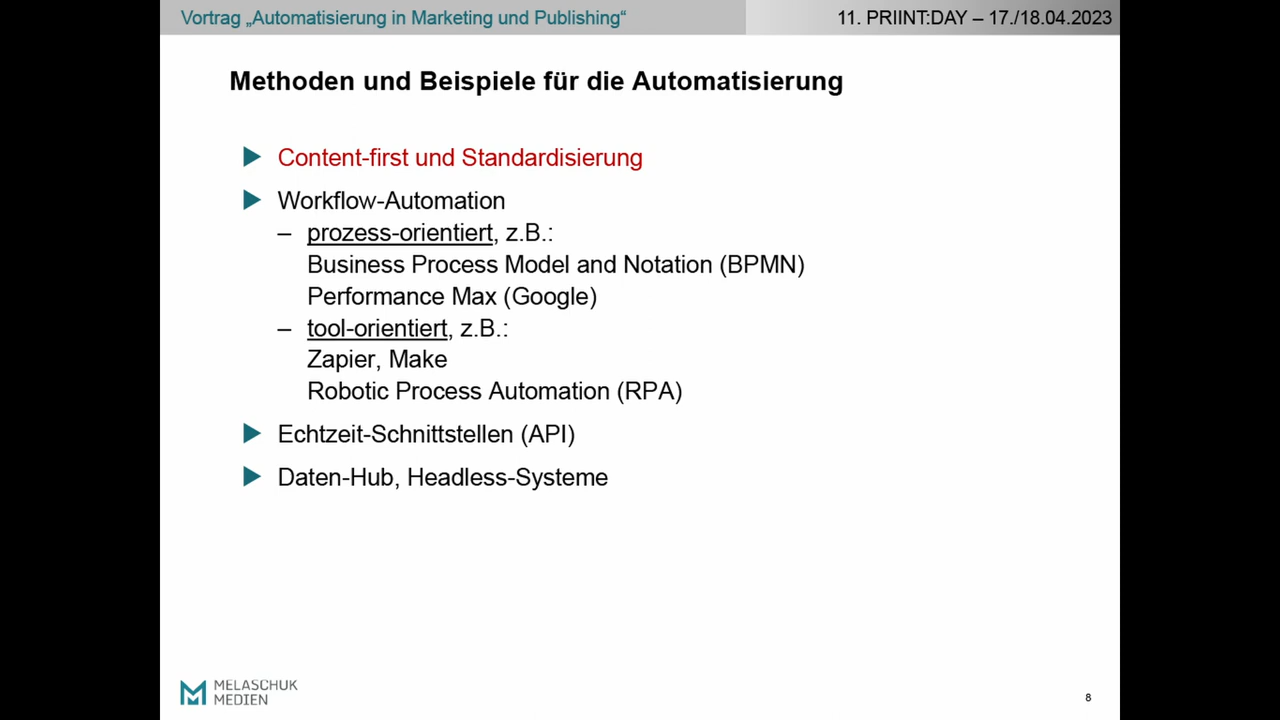 Vortrag „Automatisierung in Marketing und Publishing“
11. PRIINT:DAY – 17./18.04.2023
Methoden und Beispiele für die Automatisierung
Content-first und Standardisierung
Workflow-Automation
– prozess-orientiert, z.B.:
Business Process Model and Notation (BPMN)
Performance Max (Google)
– tool-orientiert, z.B.:
Zapier, Make
Robotic Process Automation (RPA)
Echtzeit-Schnittstellen (API)
Daten-Hub, Headless-Systeme
MELASCHUK
MEDIEN
8